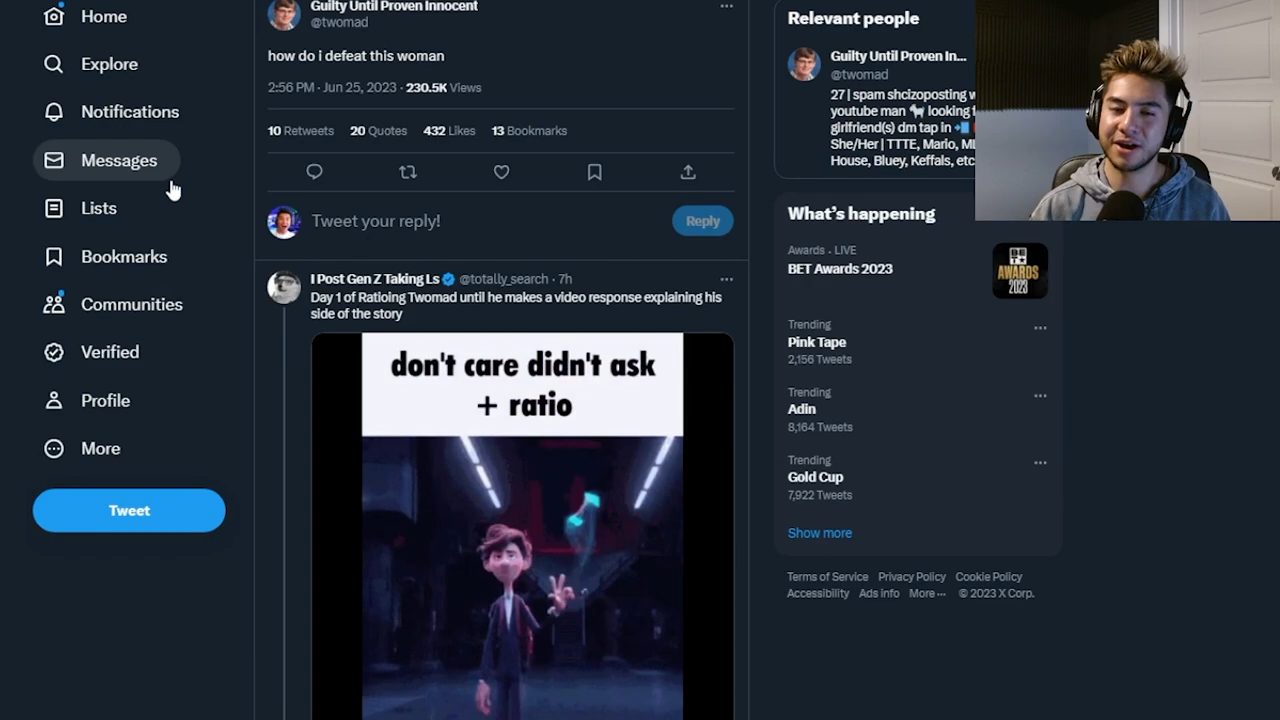 Home
Explore
Notifications
Messages
Lists
Bookmarks
Communities
Verified
Profile
More
Tweet
Guilty Until Proven Innocent
@twomad
how do i defeat this woman
2:56 PM · Jun 25, 2023 · 230.5K Views
10 Retweets 20 Quotes 432 Likes 13 Bookmarks
Tweet your reply!
Reply
I Post Gen Z Taking Ls @totally_search · 7h
Day 1 of Ratioing Twomad until he makes a video response explaining his
side of the story
don't care didn't ask
+ ratio
Relevant people
Guilty Until Proven In...
@twomad
27 | spam shcizoposting w
youtube man 🐐 looking f
girlfriend(s) dm tap in 📲
She/Her | TTTE, Mario, ML
House, Bluey, Keffals, etc
What's happening
Awards · LIVE
BET Awards 2023
BET
AWARDS
2023
Trending
Pink Tape
2,156 Tweets
Trending
Adin
8,164 Tweets
Trending
Gold Cup
7,922 Tweets
Show more
Terms of Service Privacy Policy Cookie Policy
Accessibility Ads info More ··· © 2023 X Corp.